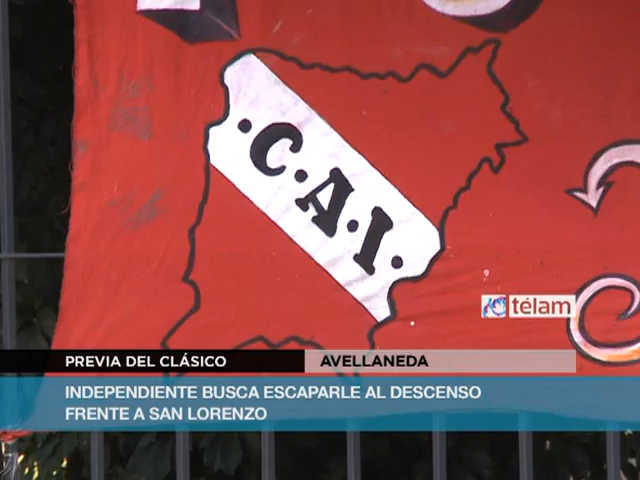 .C.A.I.
télam
PREVIA DEL CLÁSICO
AVELLANEDA
INDEPENDIENTE BUSCA ESCAPARLE AL DESCENSO
FRENTE A SAN LORENZO